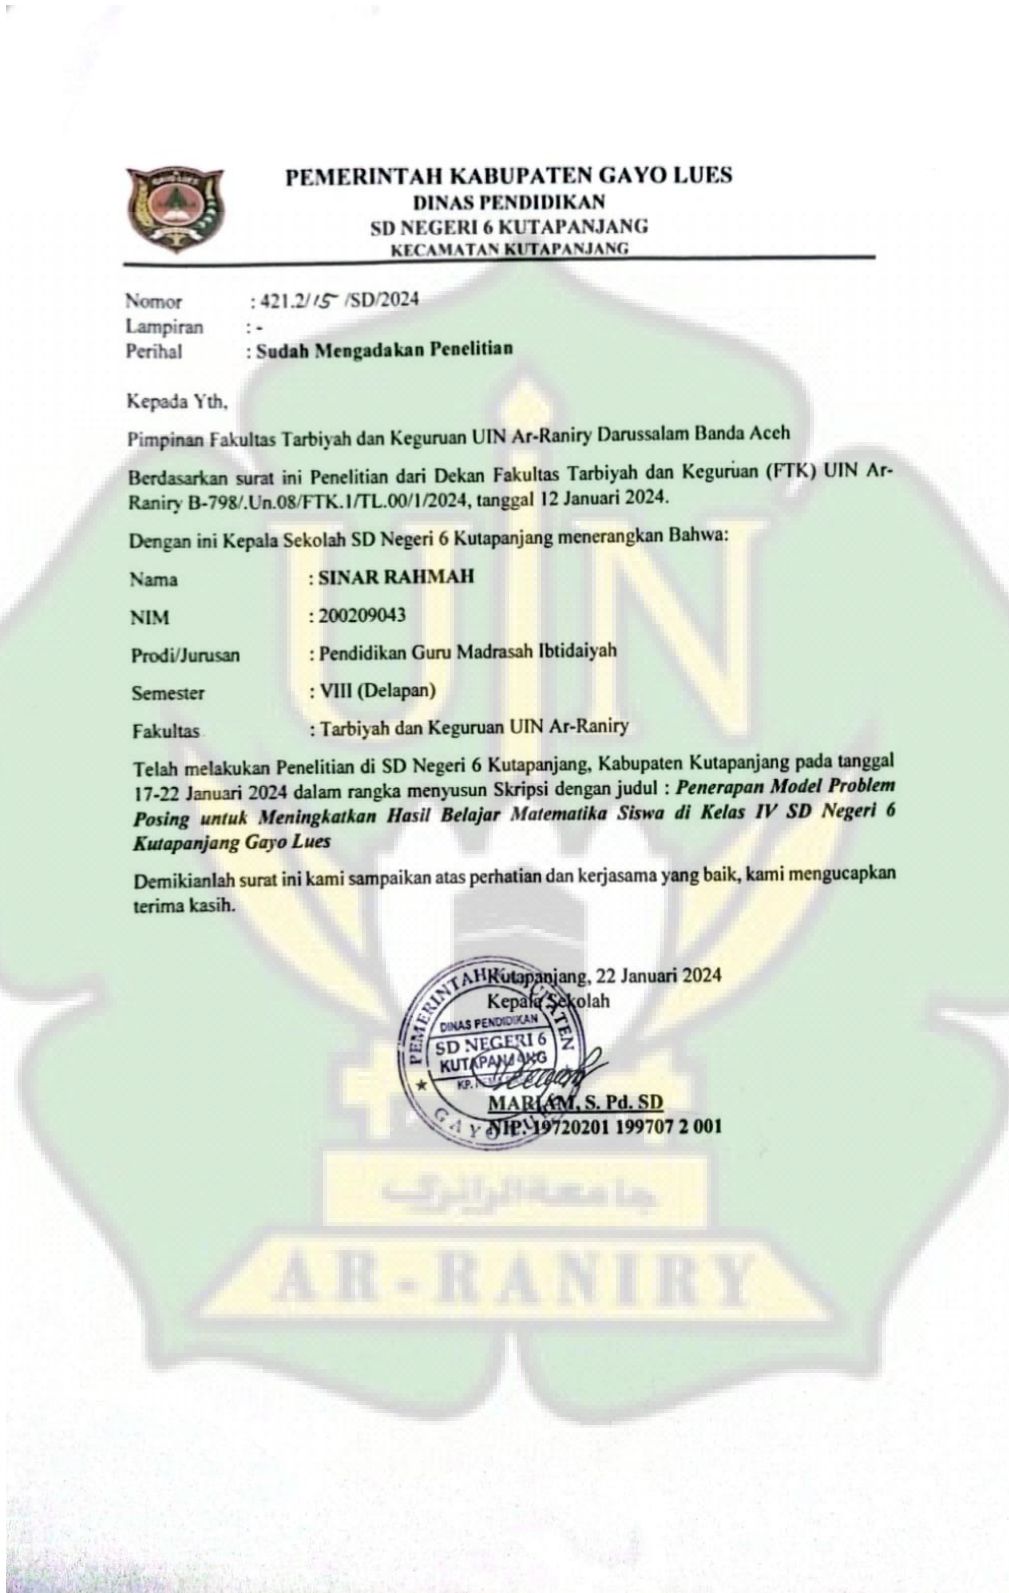 PEMERINTAH KABUPATEN GAYO LUES
DINAS PENDIDIKAN
SD NEGERI 6 KUTAPANJANG
KECAMATAN KUTAPANJANG
Nomor : 421.2/15 /SD/2024
Lampiran : -
Perihal : Sudah Mengadakan Penelitian
Kepada Yth,
Pimpinan Fakultas Tarbiyah dan Keguruan UIN Ar-Raniry Darussalam Banda Aceh
Berdasarkan surat ini Penelitian dari Dekan Fakultas Tarbiyah dan Keguruan (FTK) UIN Ar-
Raniry B-798/.Un.08/FTK.1/TL.00/1/2024, tanggal 12 Januari 2024.
Dengan ini Kepala Sekolah SD Negeri 6 Kutapanjang menerangkan Bahwa:
Nama : SINAR RAHMAH
NIM : 200209043
Prodi/Jurusan : Pendidikan Guru Madrasah Ibtidaiyah
Semester : VIII (Delapan)
Fakultas : Tarbiyah dan Keguruan UIN Ar-Raniry
Telah melakukan Penelitian di SD Negeri 6 Kutapanjang, Kabupaten Kutapanjang pada tanggal
17-22 Januari 2024 dalam rangka menyusun Skripsi dengan judul : Penerapan Model Problem
Posing untuk Meningkatkan Hasil Belajar Matematika Siswa di Kelas IV SD Negeri 6
Kutapanjang Gayo Lues
Demikianlah surat ini kami sampaikan atas perhatian dan kerjasama yang baik, kami mengucapkan
terima kasih.
Kutapanjang, 22 Januari 2024
Kepala Sekolah
PEMERINTAH KABUPATEN
DINAS PENDIDIKAN
SD NEGERI 6
KUTAPANJANG
GAYO LUES
MARIAM, S. Pd. SD
NIP. 19720201 199707 2 001
UIN
جامعة الرانري
AR-RANIRY